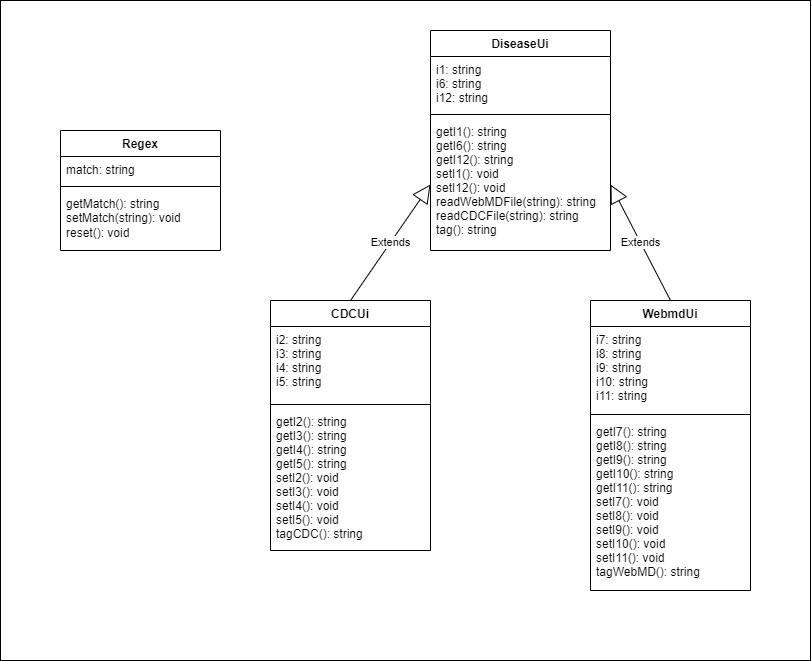 DiseaseUi
i1: string
i6: string
i12: string
getI1(): string
getI6(): string
getI12(): string
setI1(): void
setI12(): void
readWebMDFile(string): string
readCDCFile(string): string
tag(): string
Regex
match: string
getMatch(): string
setMatch(string): void
reset(): void
Extends
Extends
CDCUi
i2: string
i3: string
i4: string
i5: string
getI2(): string
getI3(): string
getI4(): string
getI5(): string
setI2(): void
setI3(): void
setI4(): void
setI5(): void
tagCDC(): string
WebmdUi
i7: string
i8: string
i9: string
i10: string
i11: string
getI7(): string
getI8(): string
getI9(): string
getI10(): string
getI11(): string
setI7(): void
setI8(): void
setI9(): void
setI10(): void
setI11(): void
tagWebMD(): string